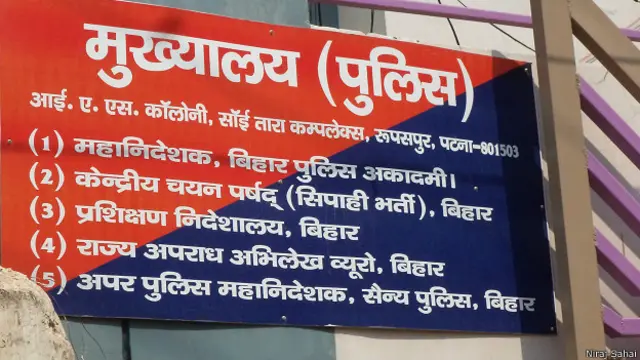 मुख्यालय (पुलिस)
आई. ए. एस. कॉलोनी, सॉई तारा कम्पलेक्स, रूपसपुर, पटना-801503
(1) महानिदेशक, बिहार पुलिस अकादमी।
(2) केन्द्रीय चयन पर्षद् (सिपाही भर्ती), बिहार
(3) प्रशिक्षण निदेशालय, बिहार
(4) राज्य अपराध अभिलेख व्यूरो, बिहार
(5) अपर पुलिस महानिदेशक, सैन्य पुलिस, बिहार
Niraj Sahai